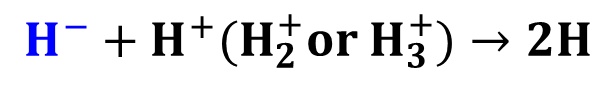 H⁻ + H⁺(H₂⁺or H₃⁺) → 2H